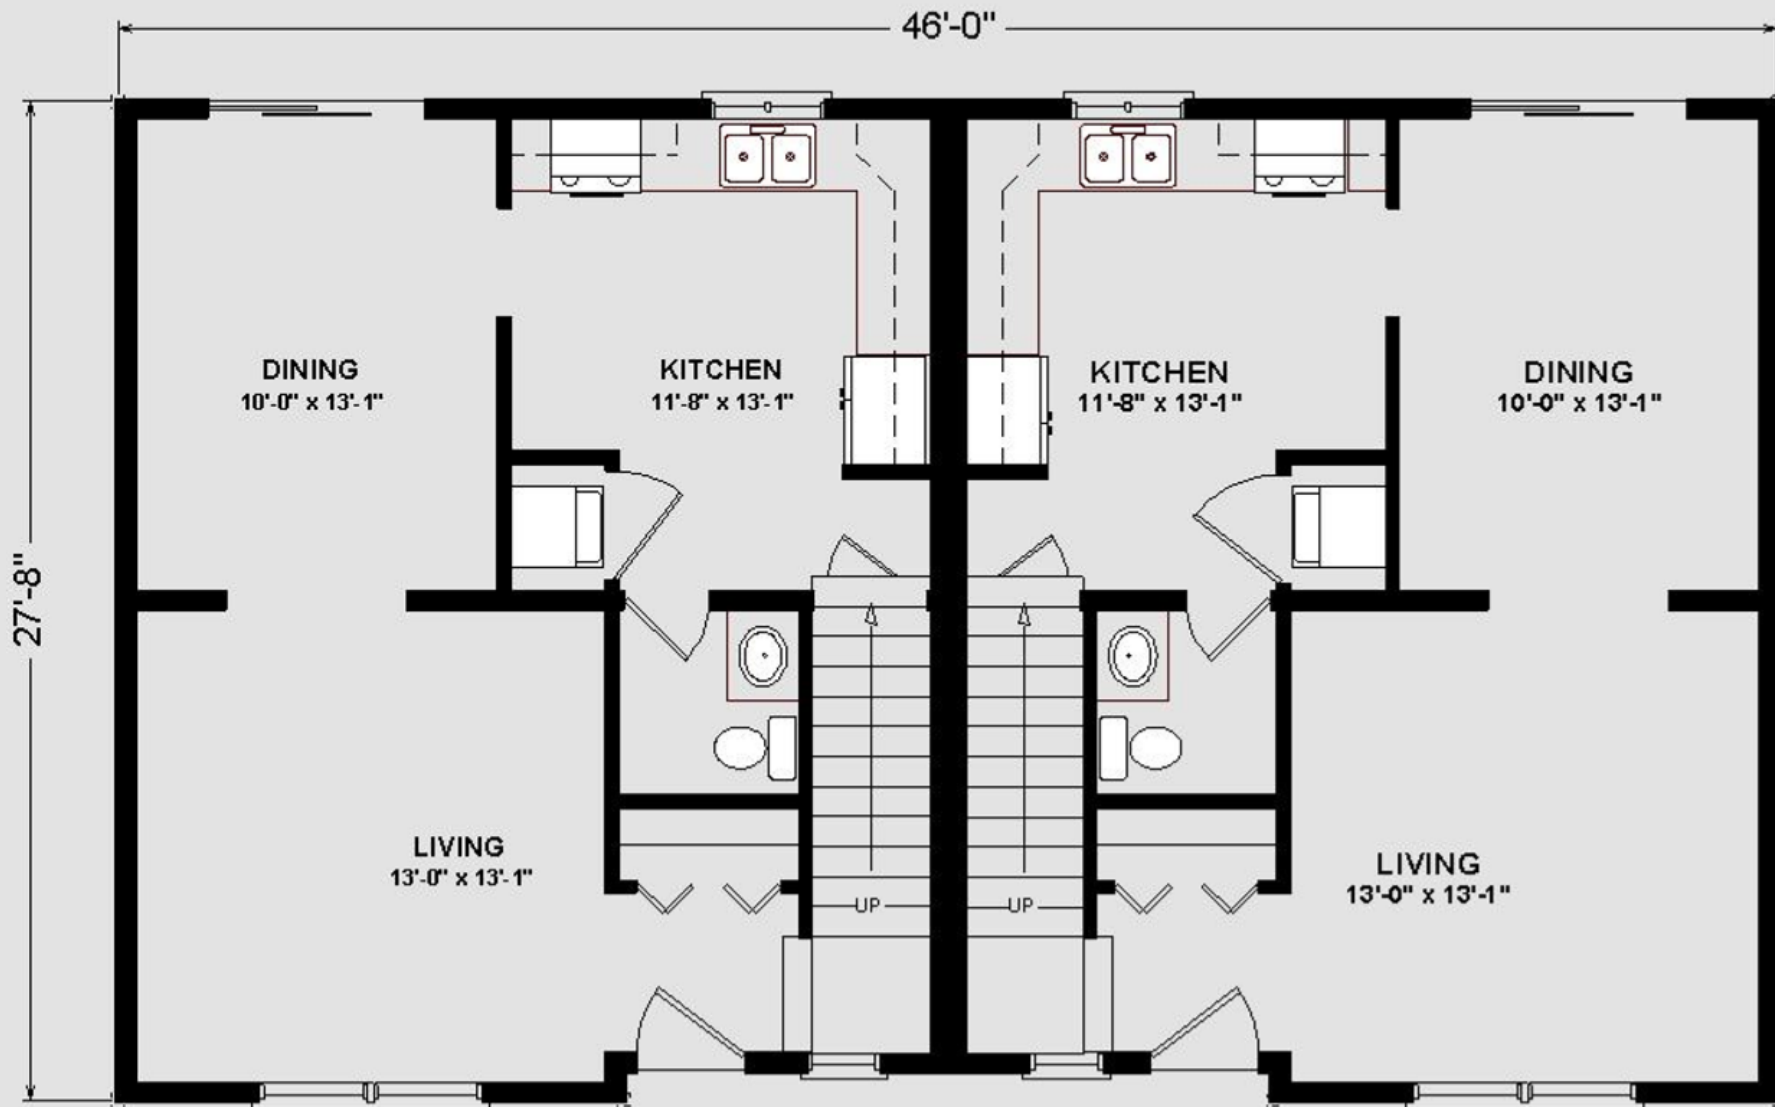 46'-0"
27'-8"
DINING
10'-0" x 13'-1"
KITCHEN
11'-8" x 13'-1"
KITCHEN
11'-8" x 13'-1"
DINING
10'-0" x 13'-1"
LIVING
13'-0" x 13'-1"
UP
UP
LIVING
13'-0" x 13'-1"